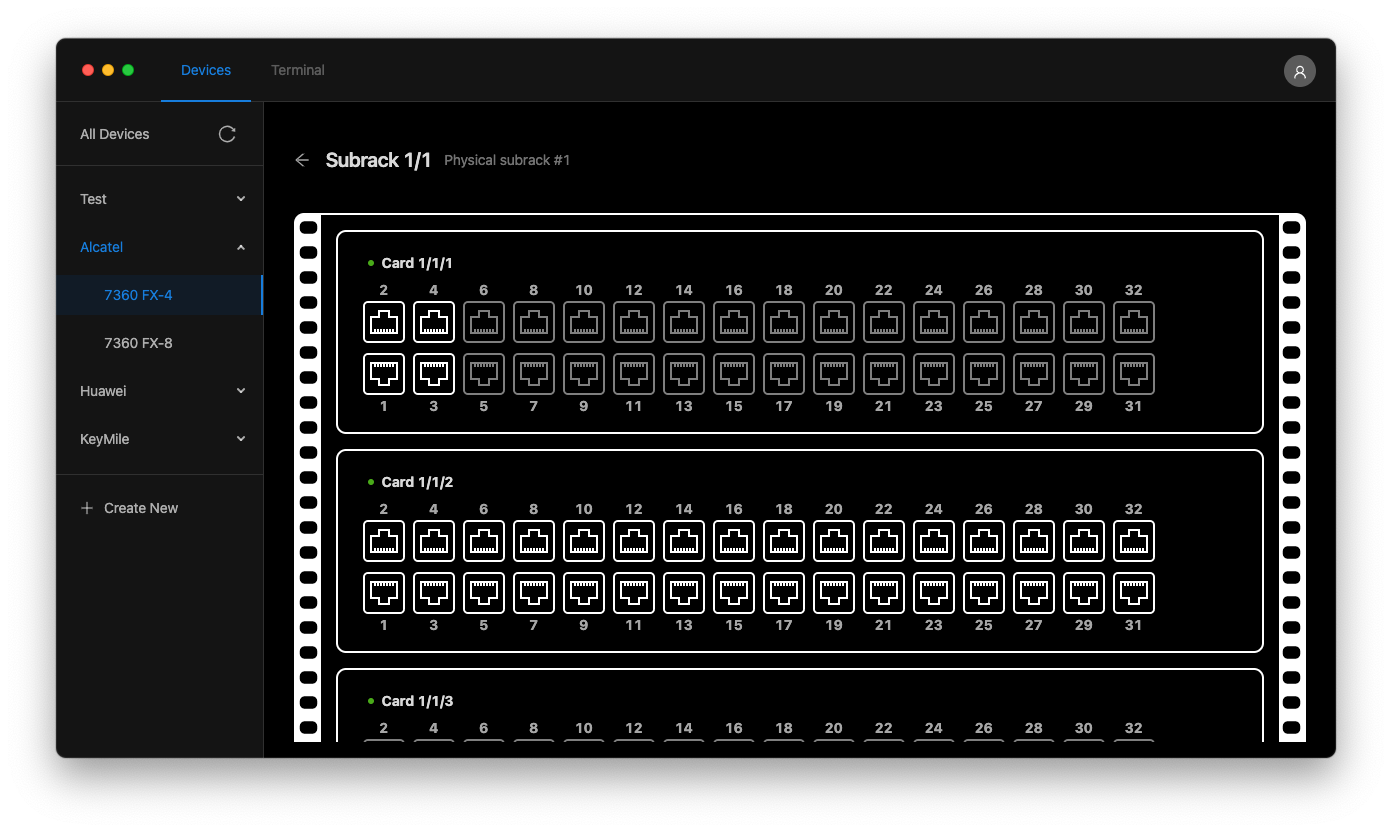 Devices Terminal
All Devices
Subrack 1/1 Physical subrack #1
Test
Alcatel
7360 FX-4
7360 FX-8
Huawei
KeyMile
Create New
Card 1/1/1
2 4 6 8 10 12 14 16 18 20 22 24 26 28 30 32
1 3 5 7 9 11 13 15 17 19 21 23 25 27 29 31
Card 1/1/2
2 4 6 8 10 12 14 16 18 20 22 24 26 28 30 32
1 3 5 7 9 11 13 15 17 19 21 23 25 27 29 31
Card 1/1/3
2 4 6 8 10 12 14 16 18 20 22 24 26 28 30 32